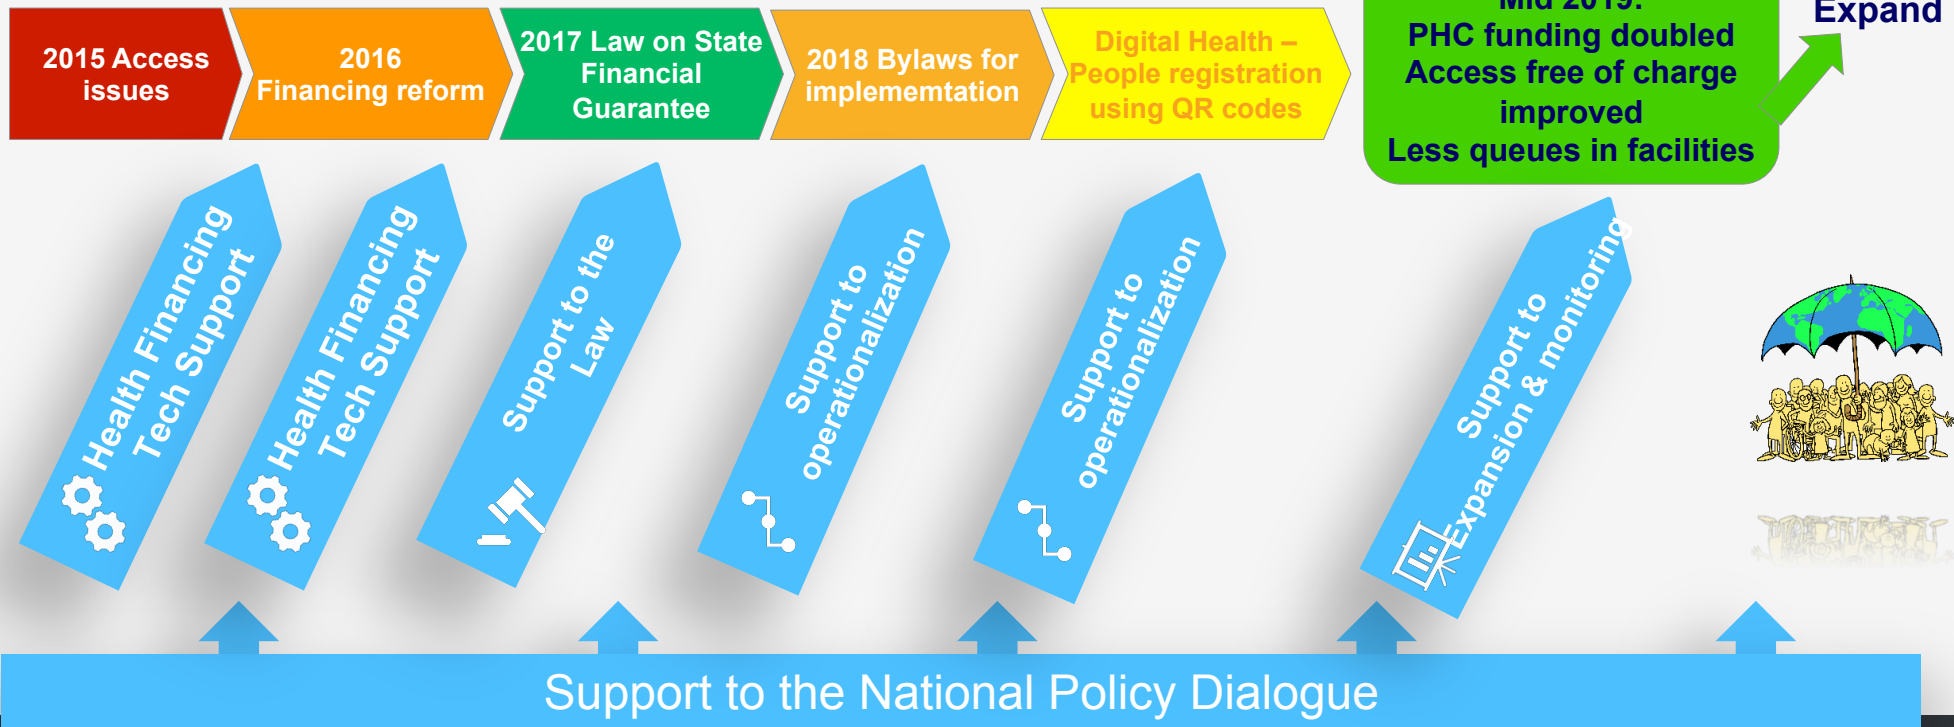 2015 Access
issues
2016
Financing reform
2017 Law on State
Financial
Guarantee
2018 Bylaws for
implememtation
Digital Health –
People registration
using QR codes
Mid 2019:
PHC funding doubled
Access free of charge
improved
Less queues in facilities
Expand
Health Financing
Tech Support
Health Financing
Tech Support
Support to the
Law
Support to
operationalization
Support to
operationalization
Support to
Expansion & monitoring
Support to the National Policy Dialogue